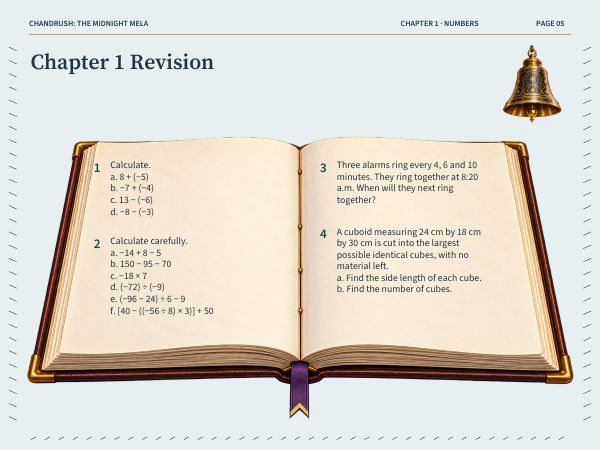 CHANDRUSH: THE MIDNIGHT MELA
CHAPTER 1 · NUMBERS
PAGE 05
Chapter 1 Revision
1 Calculate.
a. 8 + (−5)
b. −7 + (−4)
c. 13 − (−6)
d. −8 − (−3)
2 Calculate carefully.
a. −14 + 8 − 5
b. 150 − 95 − 70
c. −18 × 7
d. (−72) ÷ (−9)
e. (−96 − 24) ÷ 6 − 9
f. [40 − ((−56 ÷ 8) × 3)] + 50
3 Three alarms ring every 4, 6 and 10
minutes. They ring together at 8:20
a.m. When will they next ring
together?
4 A cuboid measuring 24 cm by 18 cm
by 30 cm is cut into the largest
possible identical cubes, with no
material left.
a. Find the side length of each cube.
b. Find the number of cubes.